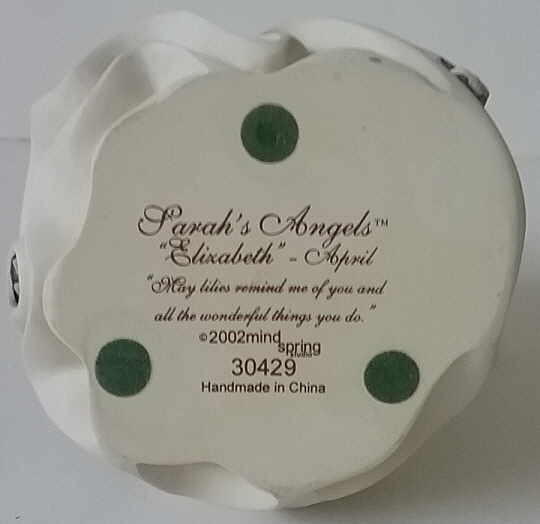 Sarah's Angels™
"Elizabeth" - April
"May lilies remind me of you and
all the wonderful things you do."
©2002mind
spring
studio
30429
Handmade in China